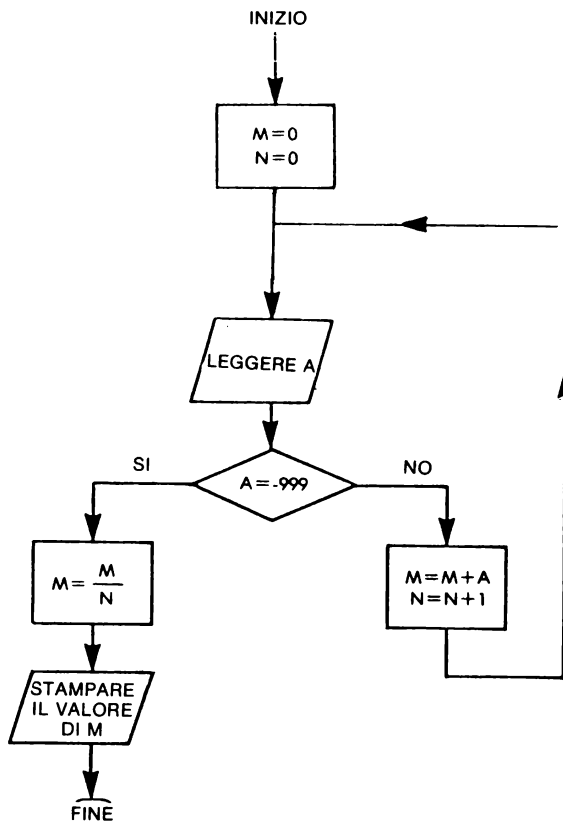 INIZIO
M=0
N=0
LEGGERE A
SI
A=-999
NO
M= M
N
M=M+A
N=N+1
STAMPARE
IL VALORE
DI M
FINE